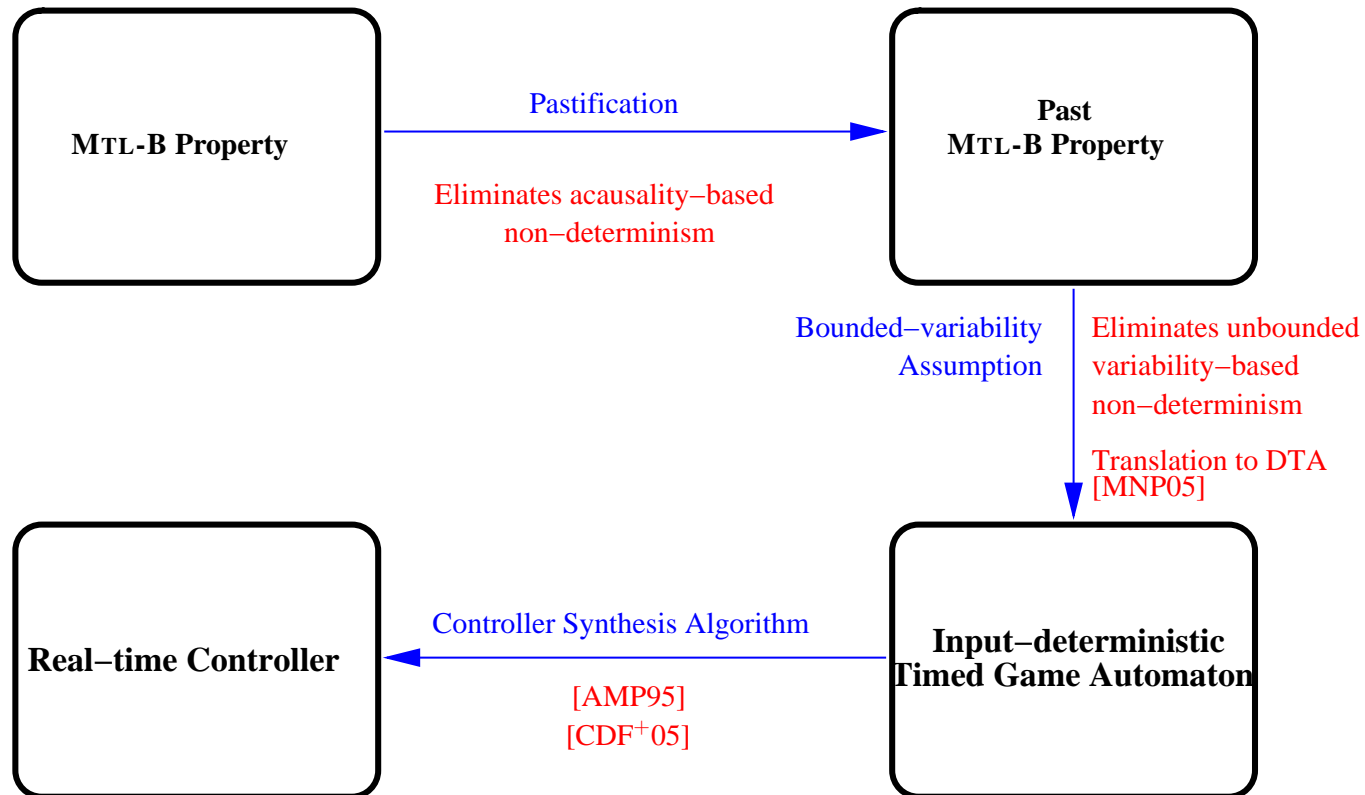 MTL-B Property
Pastification
Eliminates acausality−based
non−determinism
Past
MTL-B Property
Bounded−variability
Assumption
Eliminates unbounded
variability−based
non−determinism
Translation to DTA
[MNP05]
Input−deterministic
Timed Game Automaton
Controller Synthesis Algorithm
[AMP95]
[CDF+05]
Real−time Controller